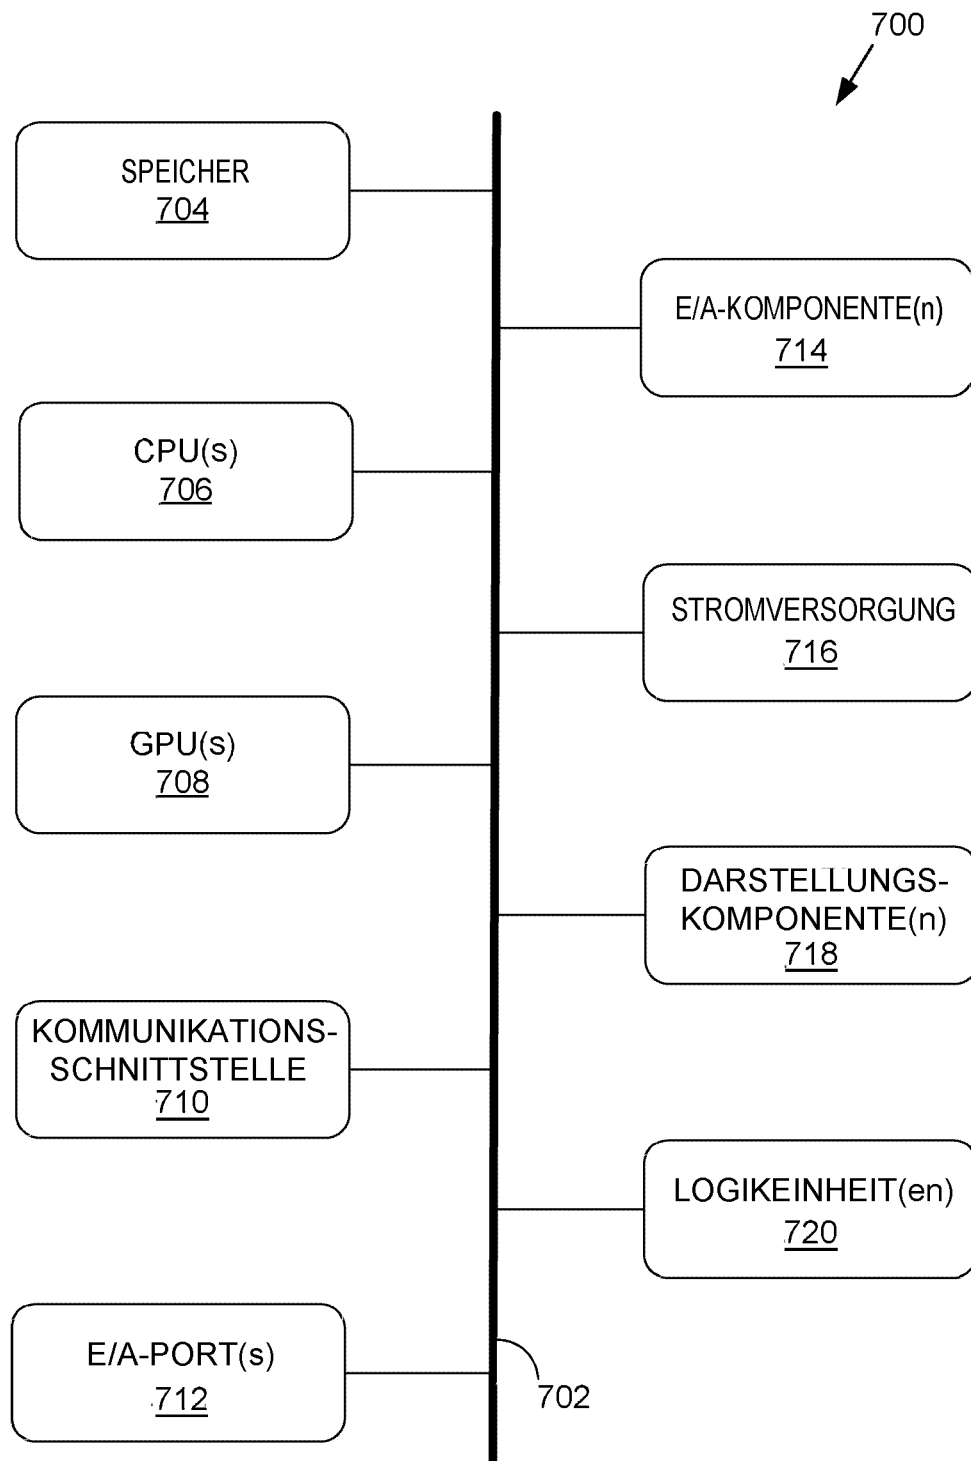 700
SPEICHER
704
E/A-KOMPONENTE(n)
714
CPU(s)
706
STROMVERSORGUNG
716
GPU(s)
708
DARSTELLUNGS-
KOMPONENTE(n)
718
KOMMUNIKATIONS-
SCHNITTSTELLE
710
LOGIKEINHEIT(en)
720
E/A-PORT(s)
712
702